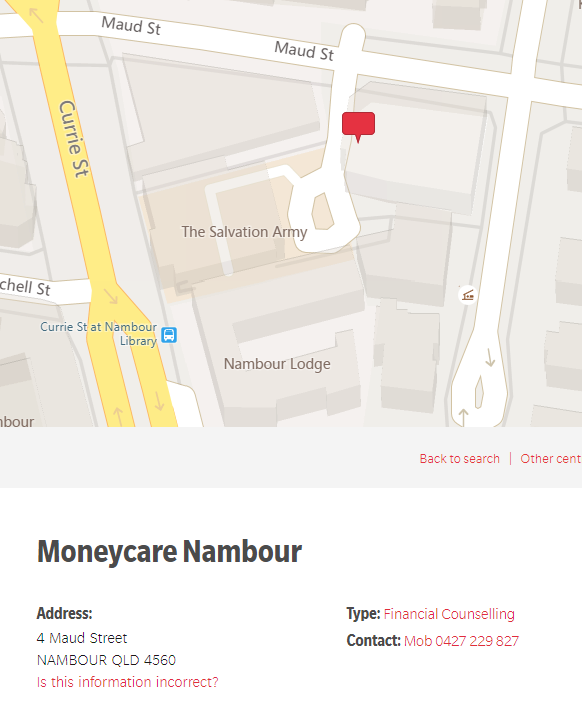 Maud St
Maud St
Currie St
The Salvation Army
chell St
Currie St at Nambour
Library
Nambour Lodge
nbour
Back to search | Other cent
Moneycare Nambour
Address:
4 Maud Street
NAMBOUR QLD 4560
Is this information incorrect?
Type: Financial Counselling
Contact: Mob 0427 229 827